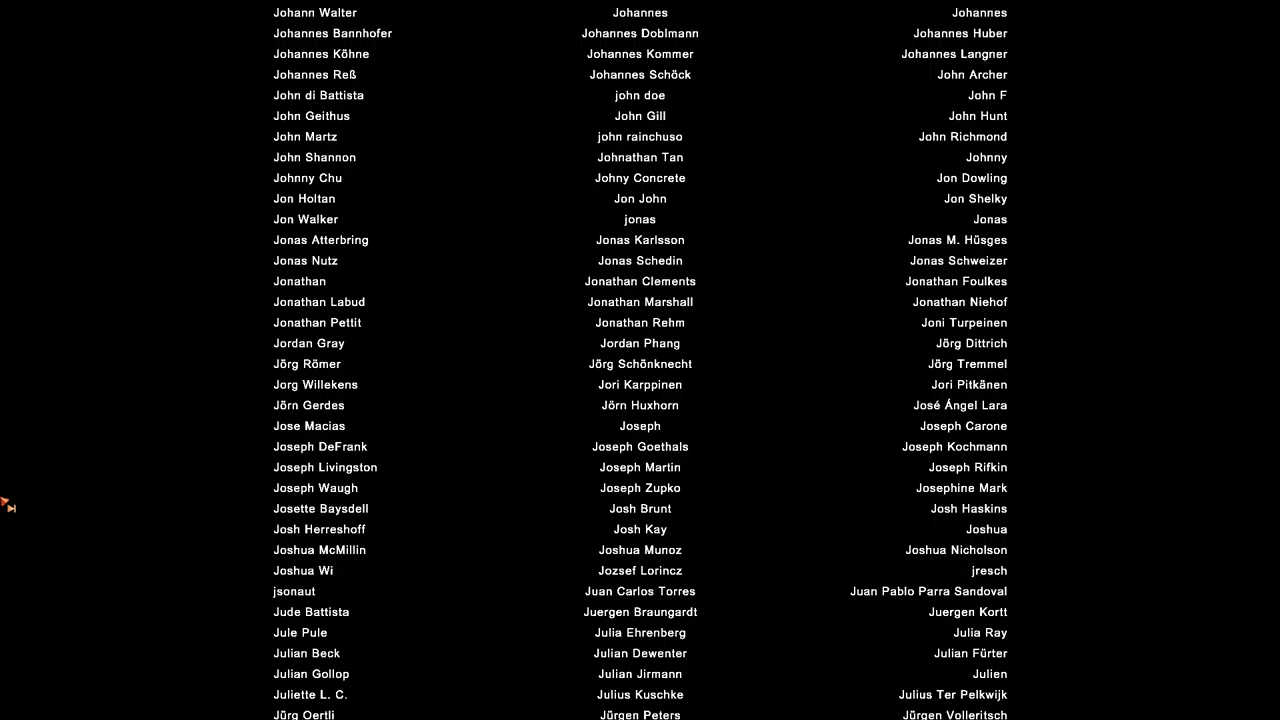 Johann Walter Johannes Johannes
Johannes Bannhofer Johannes Doblmann Johannes Huber
Johannes Köhne Johannes Kommer Johannes Langner
Johannes Reß Johannes Schöck John Archer
John di Battista john doe John F
John Geithus John Gill John Hunt
John Martz john rainchuso John Richmond
John Shannon Johnathan Tan Johnny
Johnny Chu Johny Concrete Jon Dowling
Jon Holtan Jon John Jon Shelky
Jon Walker jonas Jonas
Jonas Atterbring Jonas Karlsson Jonas M. Hüsges
Jonas Nutz Jonas Schedin Jonas Schweizer
Jonathan Jonathan Clements Jonathan Foulkes
Jonathan Labud Jonathan Marshall Jonathan Niehof
Jonathan Pettit Jonathan Rehm Joni Turpeinen
Jordan Gray Jordan Phang Jörg Dittrich
Jörg Römer Jörg Schönknecht Jörg Tremmel
Jorg Willekens Jori Karppinen Jori Pitkänen
Jörn Gerdes Jörn Huxhorn José Ángel Lara
Jose Macias Joseph Joseph Carone
Joseph DeFrank Joseph Goethals Joseph Kochmann
Joseph Livingston Joseph Martin Joseph Rifkin
Joseph Waugh Joseph Zupko Josephine Mark
Josette Baysdell Josh Brunt Josh Haskins
Josh Herreshoff Josh Kay Joshua
Joshua McMillin Joshua Munoz Joshua Nicholson
Joshua Wi Jozsef Lorincz jresch
jsonaut Juan Carlos Torres Juan Pablo Parra Sandoval
Jude Battista Juergen Braungardt Juergen Kortt
Jule Pule Julia Ehrenberg Julia Ray
Julian Beck Julian Dewenter Julian Fürter
Julian Gollop Julian Jirmann Julien
Juliette L. C. Julius Kuschke Julius Ter Pelkwijk
Jürg Oertli Jürgen Peters Jürgen Volleritsch